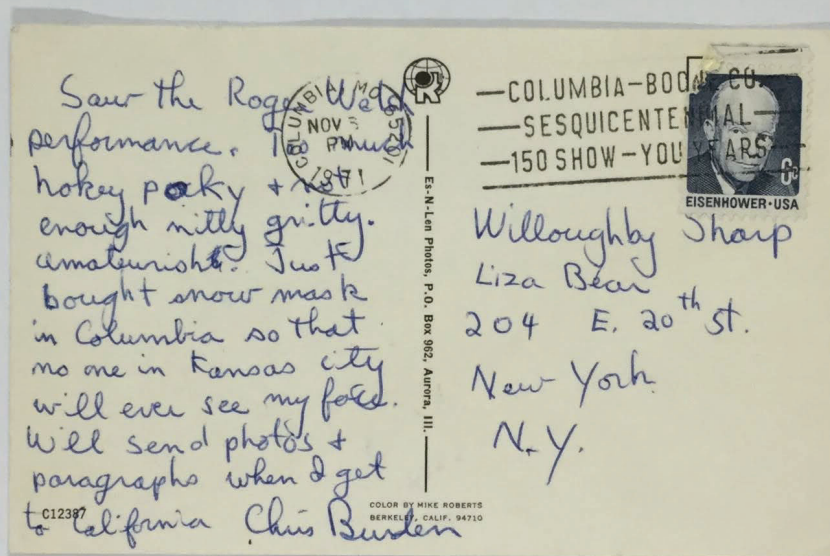 Saw the Roger Welch
performance. Too much
hokey poky + not
enough nitty gritty.
amateurish. Just
bought snow mask
in Columbia so that
no one in Kansas city
will ever see my face.
Will send photos +
paragraphs when I get
to California Chris Burden
C12387
COLUMBIA MO. 65201
NOV
PM
1971
Es-N-Len Photos, P.O. Box 962, Aurora, Ill.
COLOR BY MIKE ROBERTS
BERKELEY, CALIF. 94710
COLUMBIA-BOONE CO.
SESQUICENTENNIAL
150 SHOW-YOU YEARS
6c
EISENHOWER·USA
Willoughby Sharp
Liza Bear
204 E. 20th St.
New York
N.Y.